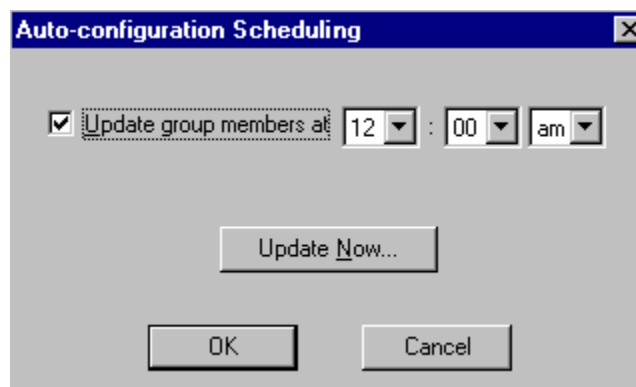 Auto-configuration Scheduling
Update group members at 12 : 00 am
Update Now...
OK Cancel